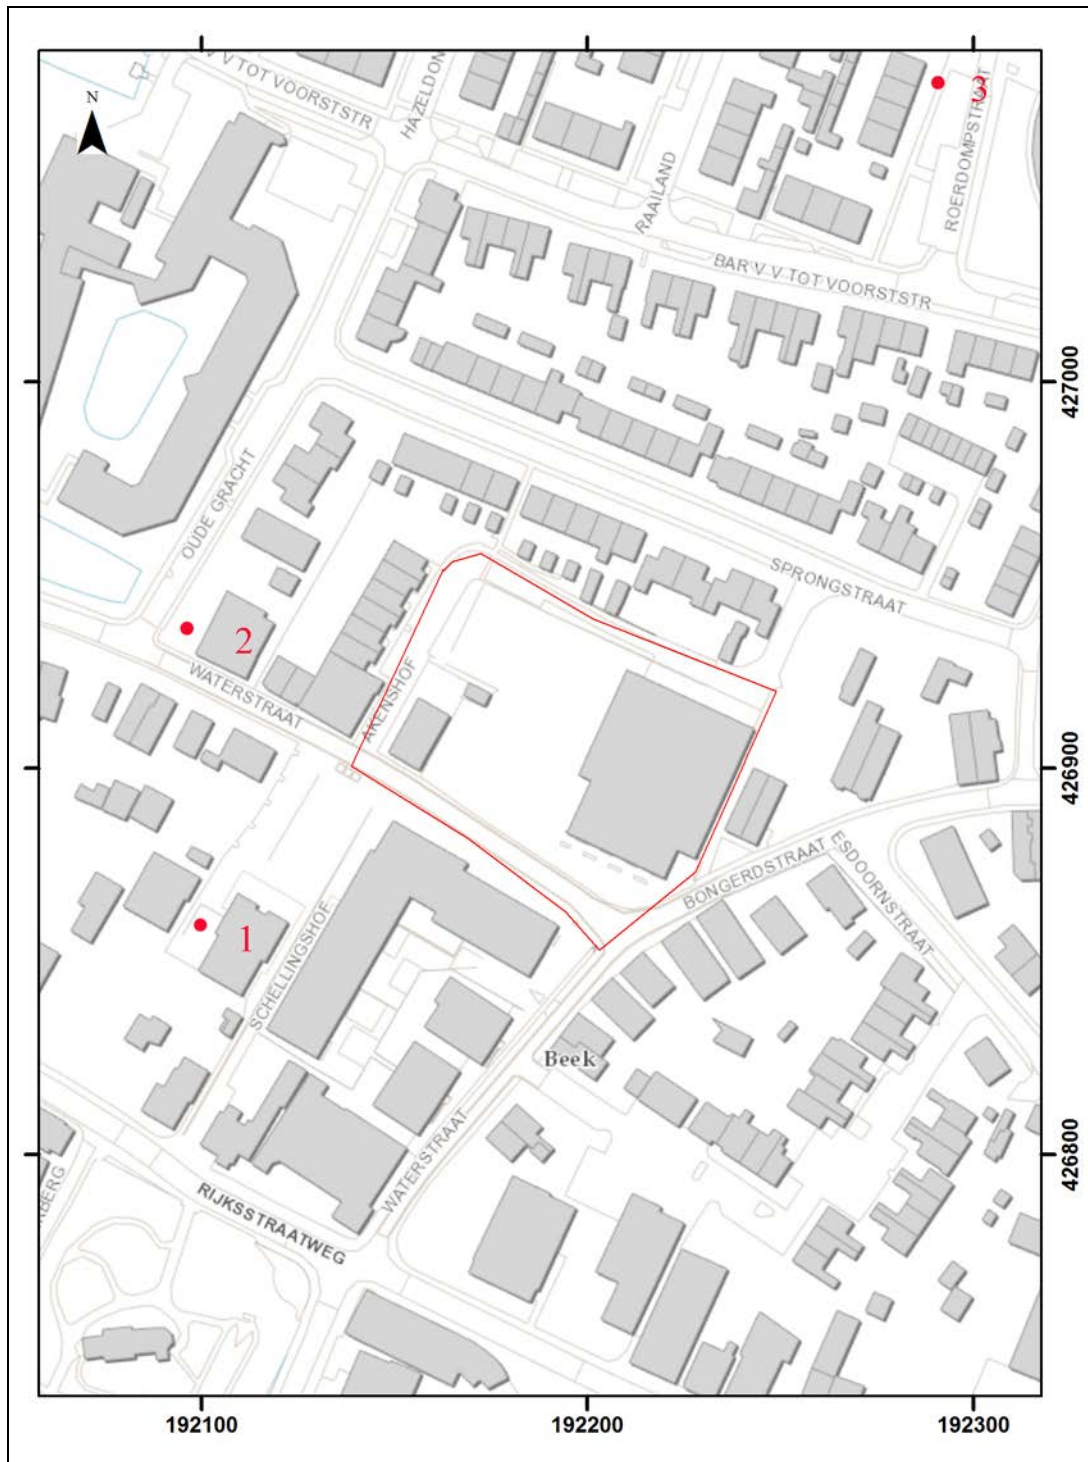 N
V V TOT VOORSTSTR
HAZELDON
3
ROERDOMPSTRAAT
RAAILAND
BAR V V TOT VOORSTSTR
427000
OUDE GRACHT
SPRONGSTRAAT
2
WATERSTRAAT
AKENSHOF
426900
BONGERDSTRAAT
ESDOORNSTRAAT
1
SCHELLINGSHOF
Beek
WATERSTRAAT
426800
RIJKSSTRAATWEG
KBERG
192100
192200
192300